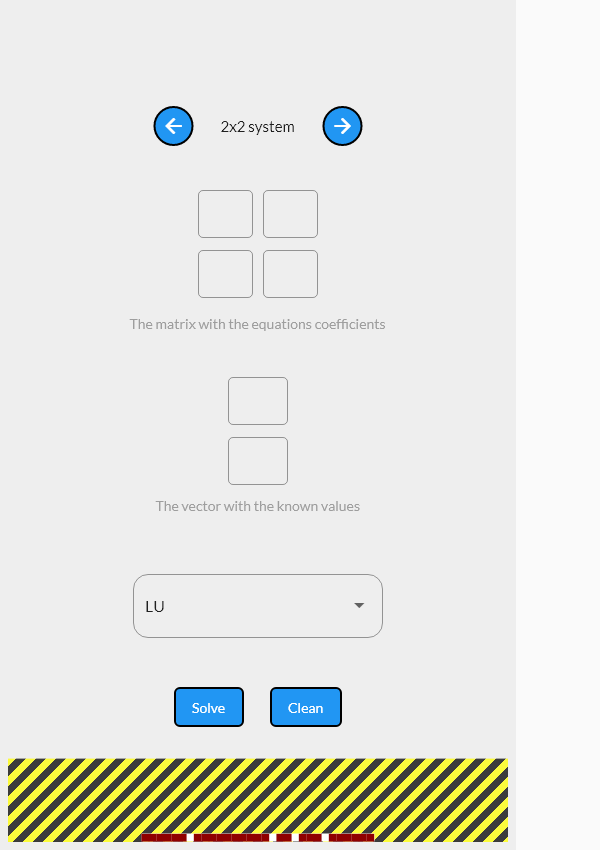 2x2 system
The matrix with the equations coefficients
The vector with the known values
LU
Solve
Clean